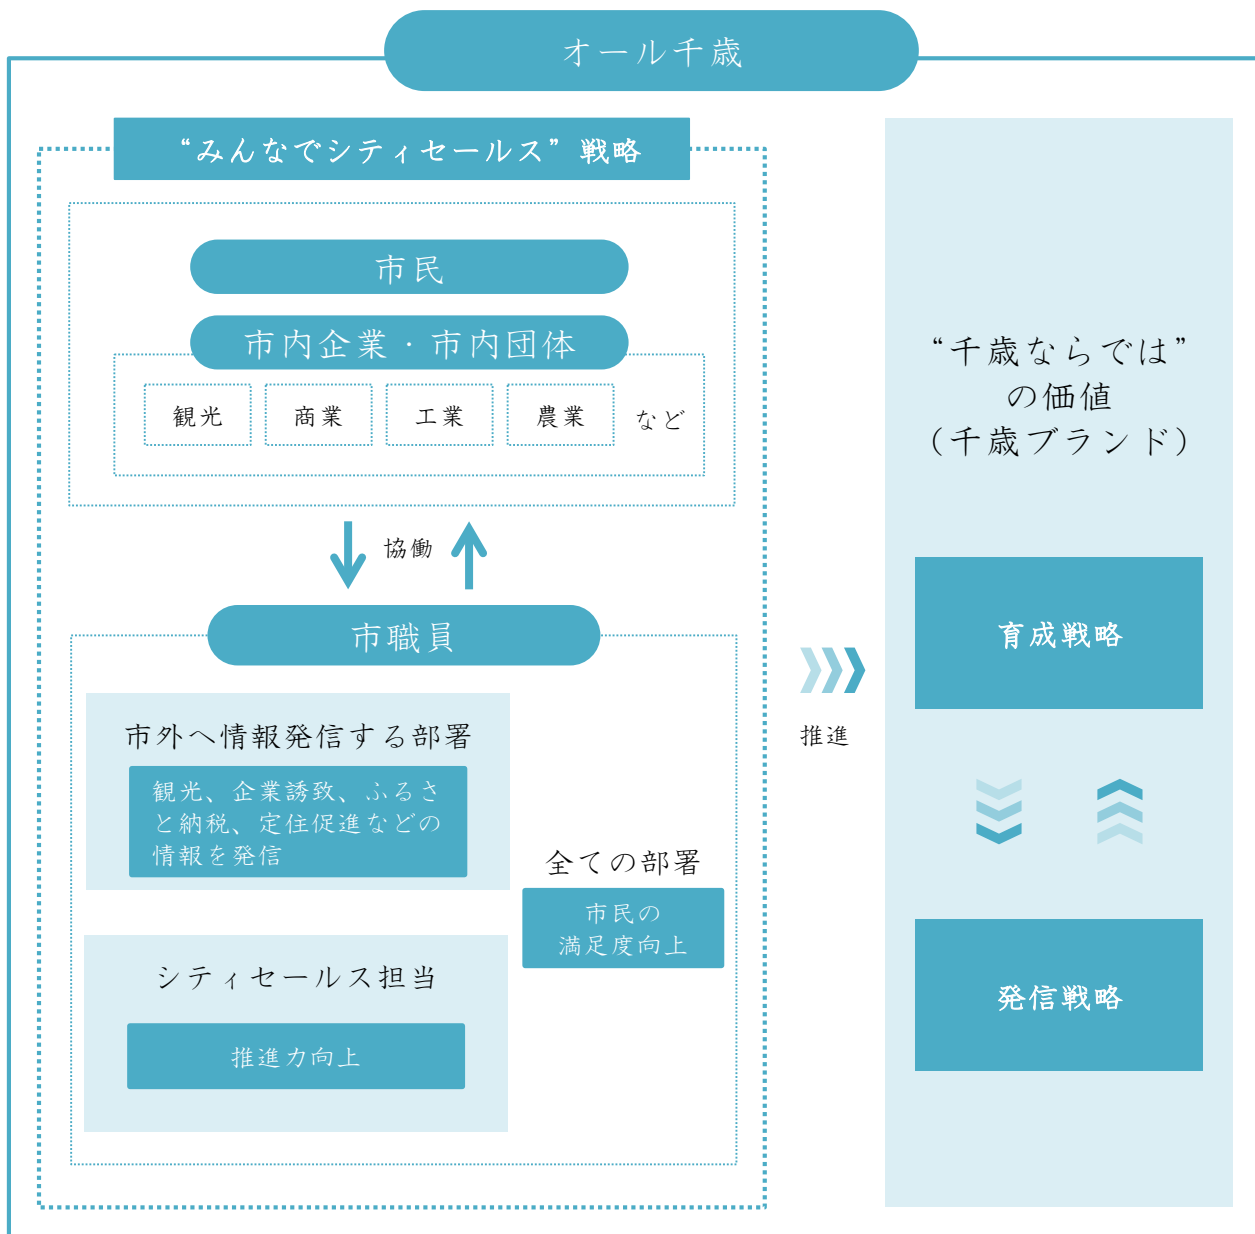 オール千歳
“みんなでシティセールス”戦略
市民
市内企業・市内団体
観光
商業
工業
農業
など
協働
市職員
市外へ情報発信する部署
観光、企業誘致、ふるさ
と納税、定住促進などの
情報を発信
全ての部署
市民の
満足度向上
シティセールス担当
推進力向上
推進
“千歳ならでは”
の価値
（千歳ブランド）
育成戦略
発信戦略